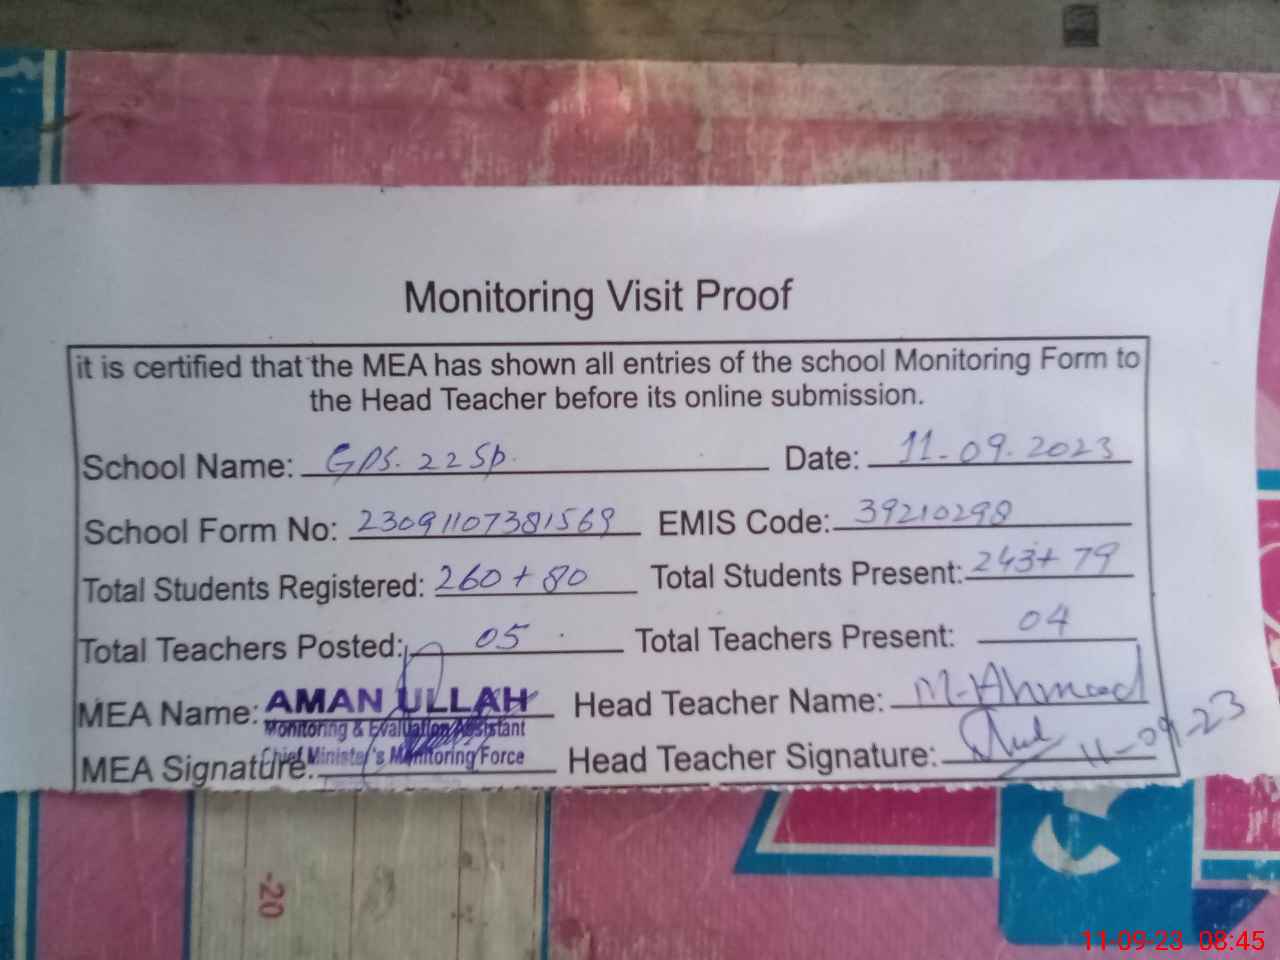 Monitoring Visit Proof
it is certified that the MEA has shown all entries of the school Monitoring Form to
the Head Teacher before its online submission.
School Name: GPS. 22 Sp. Date: 11-09-2023
School Form No: 23091107381569 EMIS Code: 39210298
Total Students Registered: 260 + 80 Total Students Present: 243+ 79
Total Teachers Posted: 05 Total Teachers Present: 04
MEA Name: AMAN ULLAH Head Teacher Name: M. Ahmad
Monitoring & Evaluation Assistant
Chief Minister's Monitoring Force
MEA Signature: Head Teacher Signature: 11-09-23
-20
11-09-23 08:45